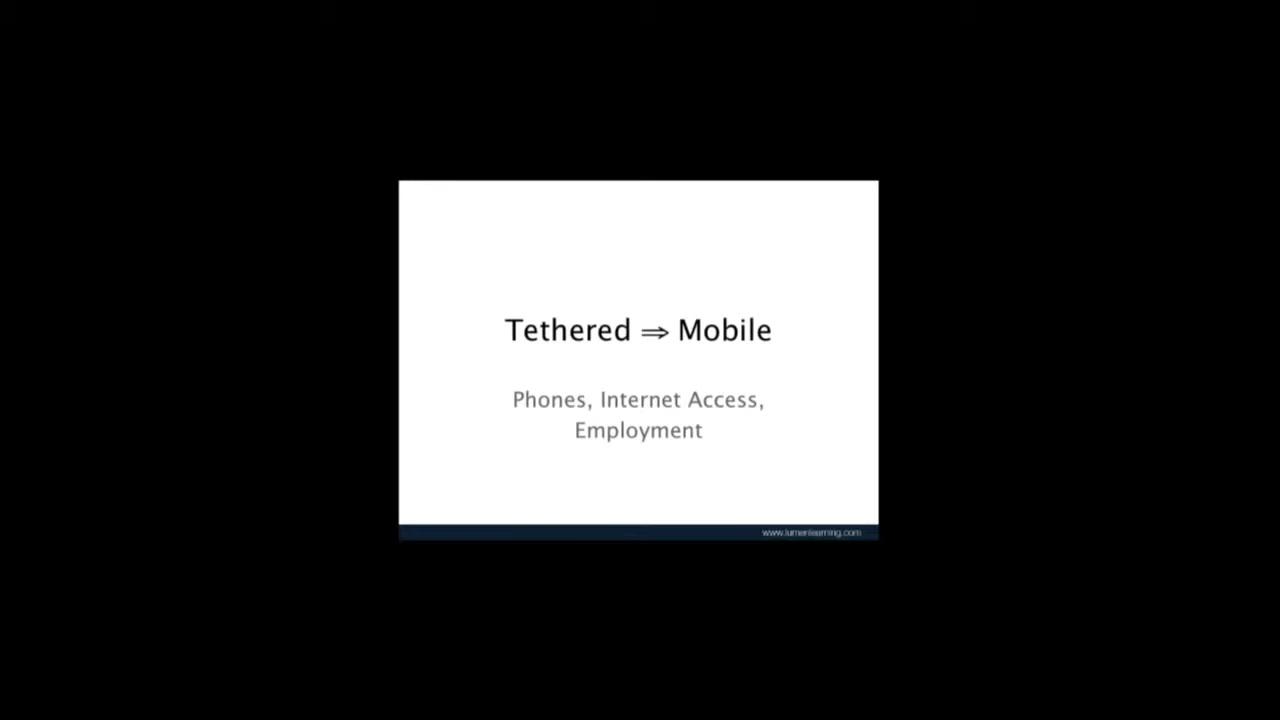 Tethered ⇒ Mobile
Phones, Internet Access,
Employment
www.lumenlearning.com